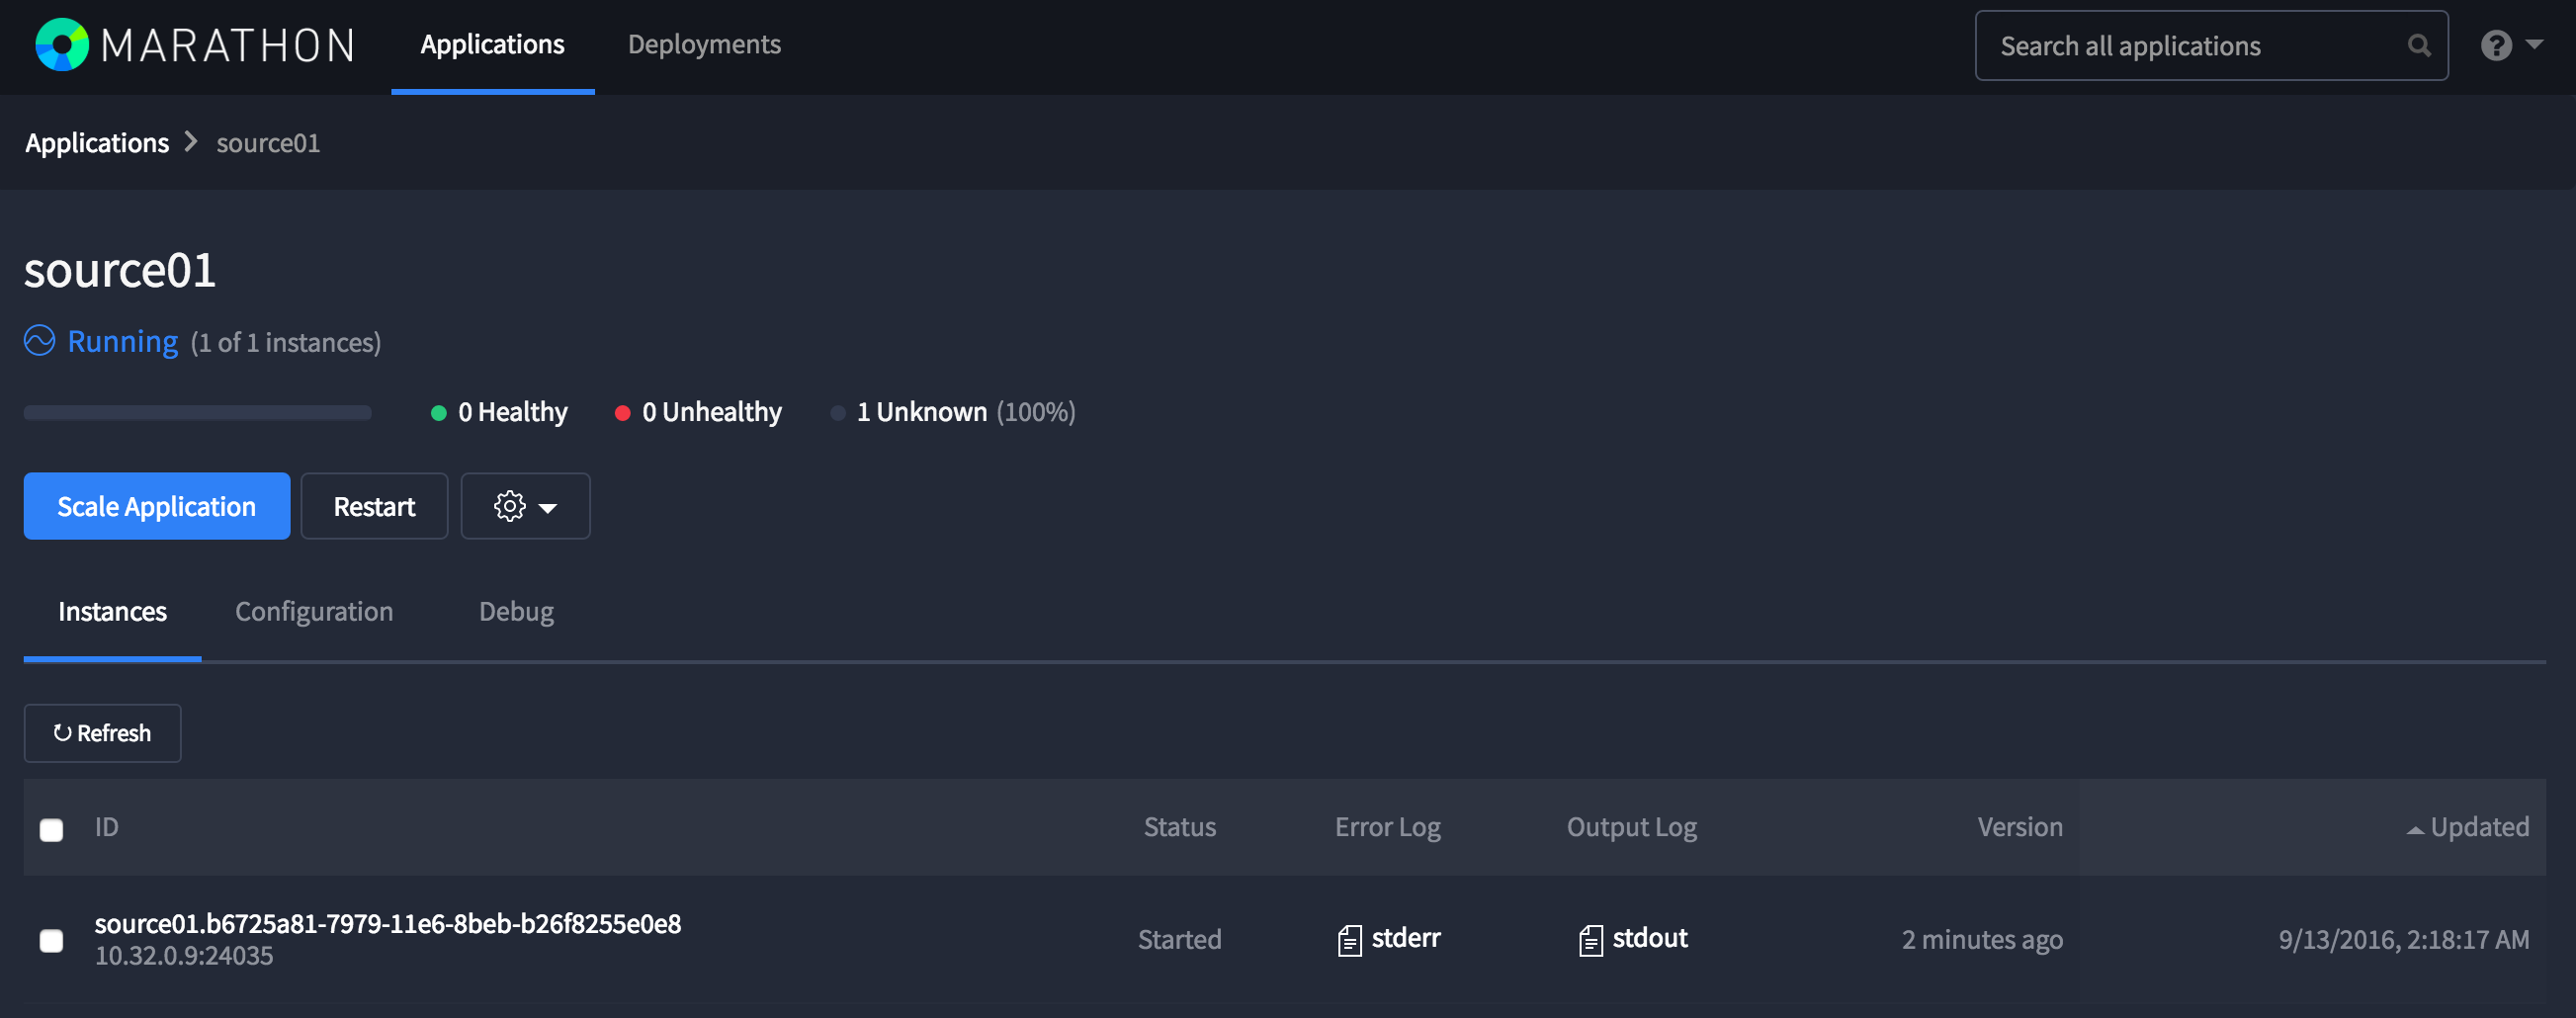 MARATHON Applications Deployments Search all applications ?
Applications source01
source01
Running (1 of 1 instances)
0 Healthy 0 Unhealthy 1 Unknown (100%)
Scale Application Restart
Instances Configuration Debug
Refresh
ID Status Error Log Output Log Version Updated
source01.b6725a81-7979-11e6-8beb-b26f8255e0e8
10.32.0.9:24035 Started stderr stdout 2 minutes ago 9/13/2016, 2:18:17 AM